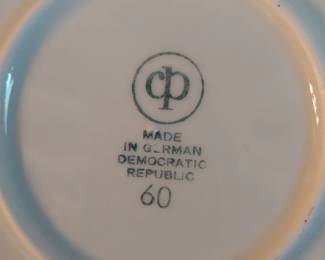 cp
MADE
IN GERMAN
DEMOCRATIC
REPUBLIC
60